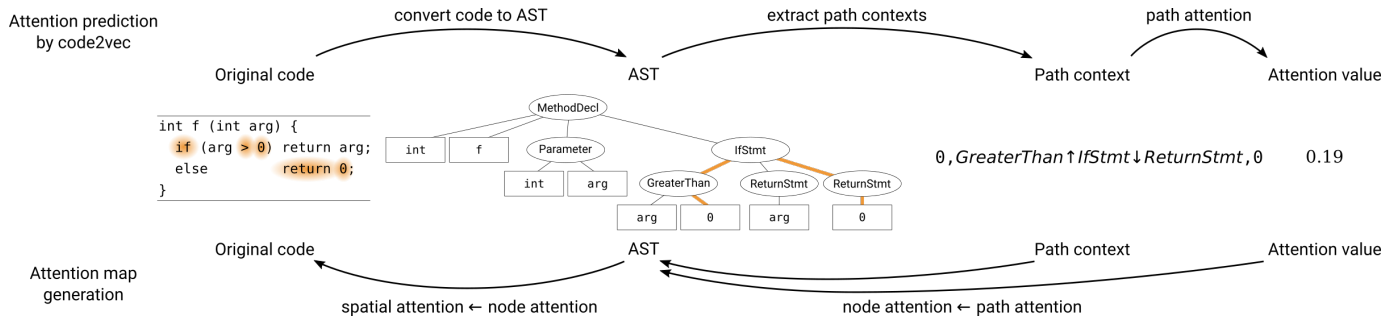 Attention prediction
by code2vec
convert code to AST
extract path contexts
path attention
Original code
AST
Path context
Attention value
int f (int arg) {
if (arg > 0) return arg;
else return 0;
}
MethodDecl
int
f
Parameter
IfStmt
int
arg
GreaterThan
ReturnStmt
ReturnStmt
arg
0
arg
0
0,GreaterThan↑IfStmt↓ReturnStmt,0
0.19
Original code
AST
Path context
Attention value
Attention map
generation
spatial attention ← node attention
node attention ← path attention